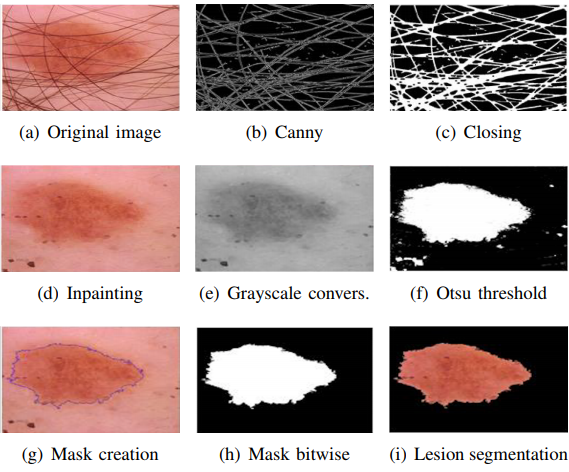 (a) Original image
(b) Canny
(c) Closing
(d) Inpainting
(e) Grayscale convers.
(f) Otsu threshold
(g) Mask creation
(h) Mask bitwise
(i) Lesion segmentation